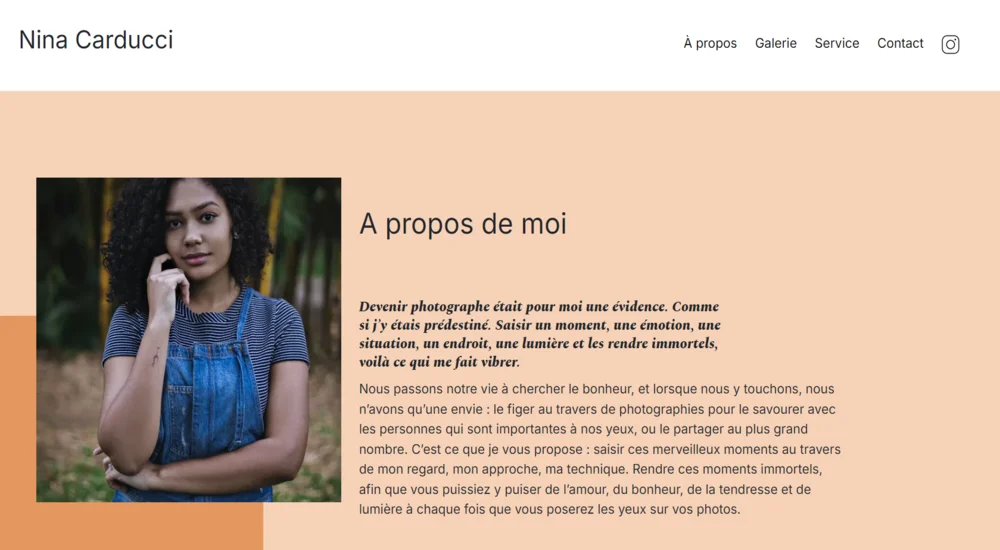 Nina Carducci
À propos Galerie Service Contact
A propos de moi
Devenir photographe était pour moi une évidence. Comme
si j'y étais prédestiné. Saisir un moment, une émotion, une
situation, un endroit, une lumière et les rendre immortels,
voilà ce qui me fait vibrer.
Nous passons notre vie à chercher le bonheur, et lorsque nous y touchons, nous
n’avons qu’une envie : le figer au travers de photographies pour le savourer avec
les personnes qui sont importantes à nos yeux, ou le partager au plus grand
nombre. C’est ce que je vous propose : saisir ces merveilleux moments au travers
de mon regard, mon approche, ma technique. Rendre ces moments immortels,
afin que vous puissiez y puiser de l’amour, du bonheur, de la tendresse et de
lumière à chaque fois que vous poserez les yeux sur vos photos.